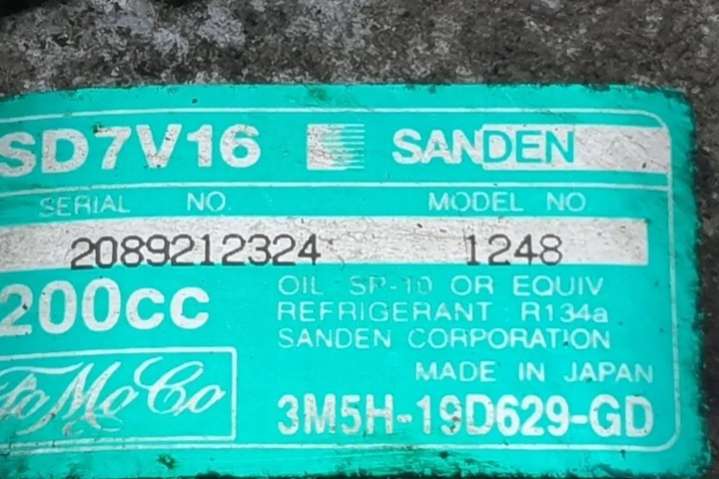 SD7V16 SANDEN
SERIAL NO. MODEL NO
2089212324 1248
200cc OIL SP-10 OR EQUIV
REFRIGERANT R134a
SANDEN CORPORATION
MADE IN JAPAN
FoMoCo 3M5H-19D629-GD